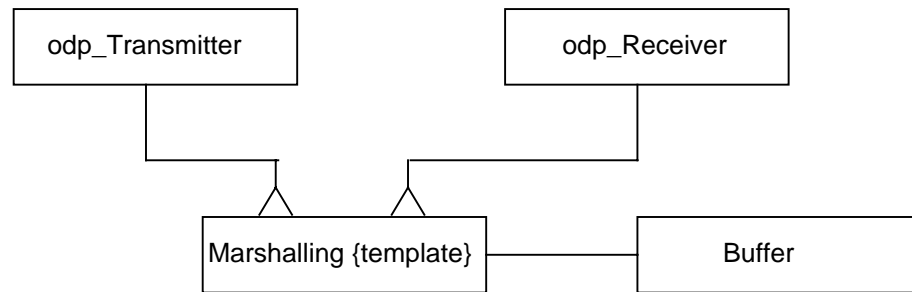 odp_Transmitter
odp_Receiver
Marshalling {template}
Buffer